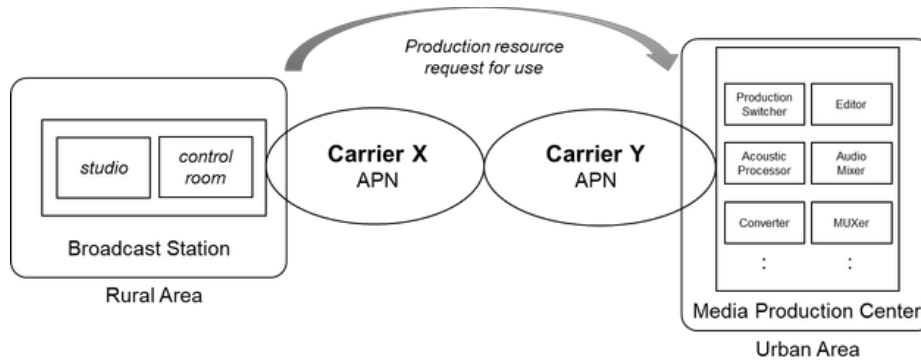 Production resource
request for use
studio
control
room
Broadcast Station
Rural Area
Carrier X
APN
Carrier Y
APN
Production
Switcher
Editor
Acoustic
Processor
Audio
Mixer
Converter
MUXer
:
:
Media Production Center
Urban Area